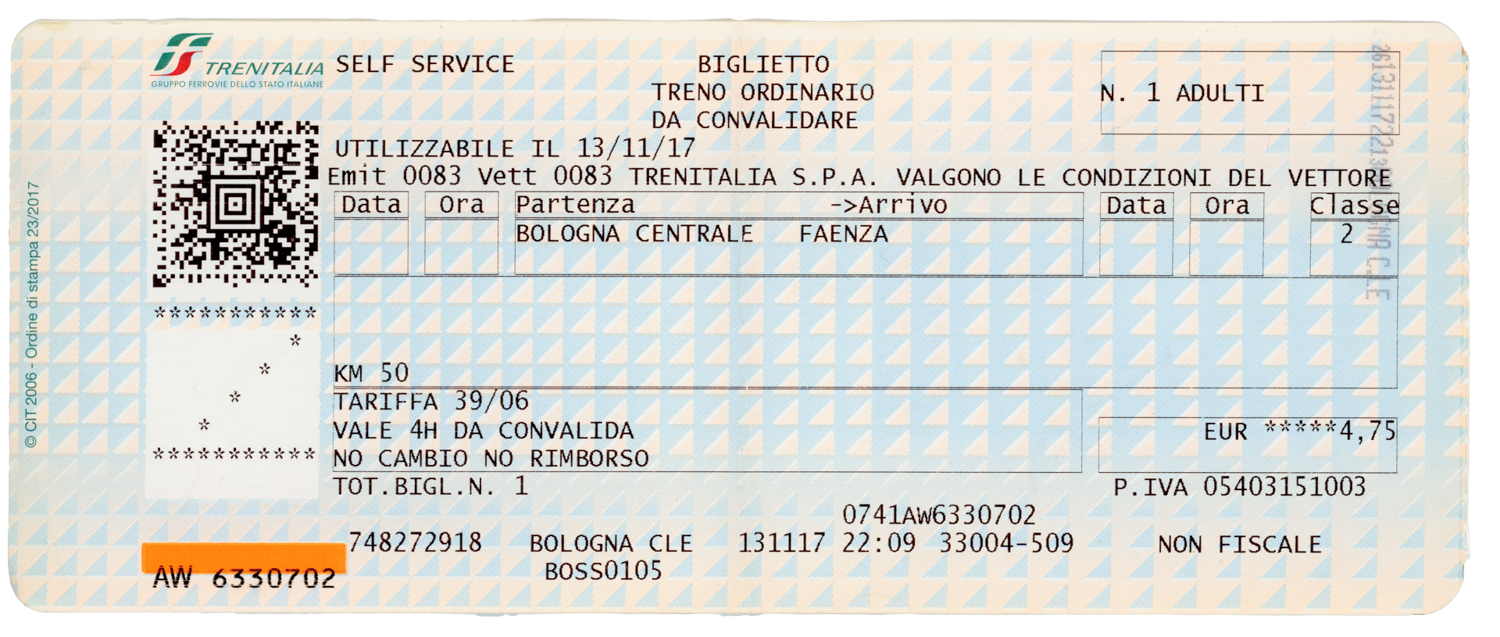 TRENITALIA
GRUPPO FERROVIE DELLO STATO ITALIANE
SELF SERVICE
BIGLIETTO
TRENO ORDINARIO
DA CONVALIDARE
N. 1 ADULTI
UTILIZZABILE IL 13/11/17
Emit 0083 Vett 0083 TRENITALIA S.P.A. VALGONO LE CONDIZIONI DEL VETTORE
Data Ora Partenza ->Arrivo Data Ora Classe
BOLOGNA CENTRALE FAENZA 2
***********
*
*
*
*
***********
KM 50
TARIFFA 39/06
VALE 4H DA CONVALIDA
NO CAMBIO NO RIMBORSO
EUR *****4,75
TOT.BIGL.N. 1
P.IVA 05403151003
0741AW6330702
748272918 BOLOGNA CLE 131117 22:09 33004-509 NON FISCALE
BOSS0105
AW 6330702
© CIT 2006 - Ordine di stampa 23/2017